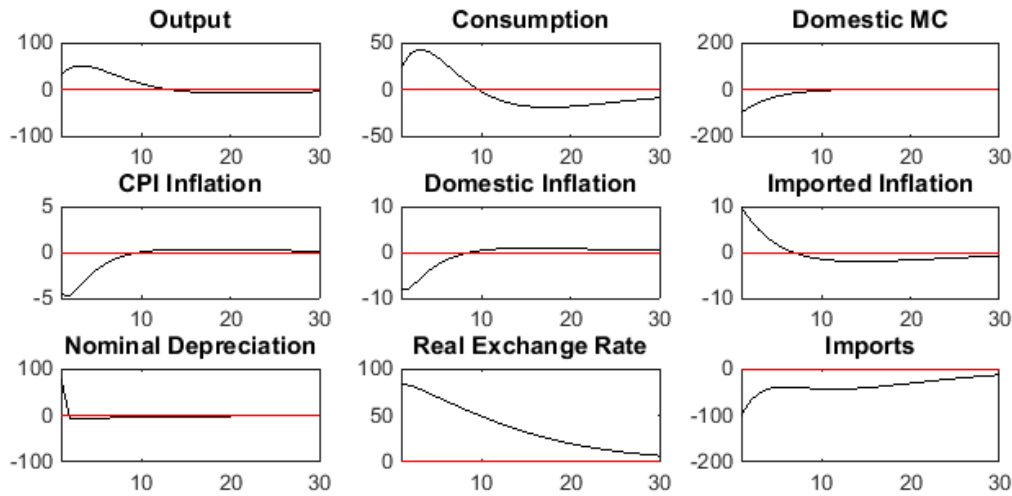 Output Consumption Domestic MC
100 50 200
0 0 0
-100 -50 -200
10 20 30 10 20 30 10 20 30
CPI Inflation Domestic Inflation Imported Inflation
5 10 10
0 0 0
-5 -10 -10
10 20 30 10 20 30 10 20 30
Nominal Depreciation Real Exchange Rate Imports
100 100 0
0 50 -100
-100 0 -200
10 20 30 10 20 30 10 20 30